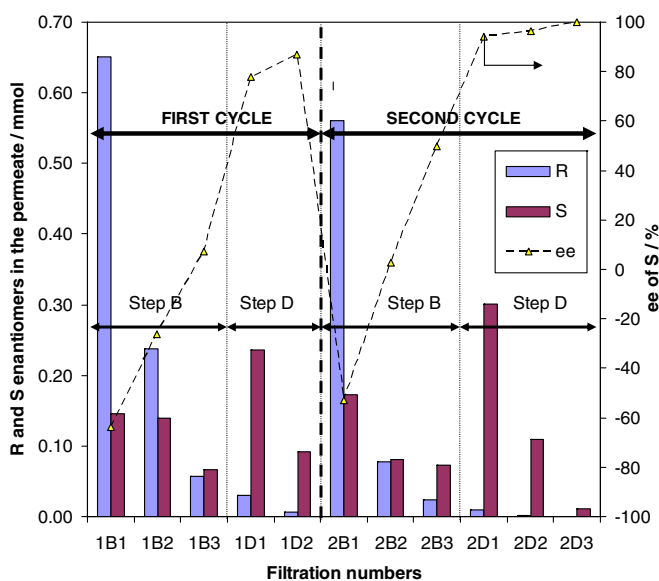 R and S enantiomers in the permeate / mmol
0.70
0.60
0.50
0.40
0.30
0.20
0.10
0.00
FIRST CYCLE
SECOND CYCLE
R
S
ee
Step B
Step D
Step B
Step D
100
80
60
40
20
0
-20
-40
-60
-80
-100
ee of S / %
1B1 1B2 1B3 1D1 1D2 2B1 2B2 2B3 2D1 2D2 2D3
Filtration numbers